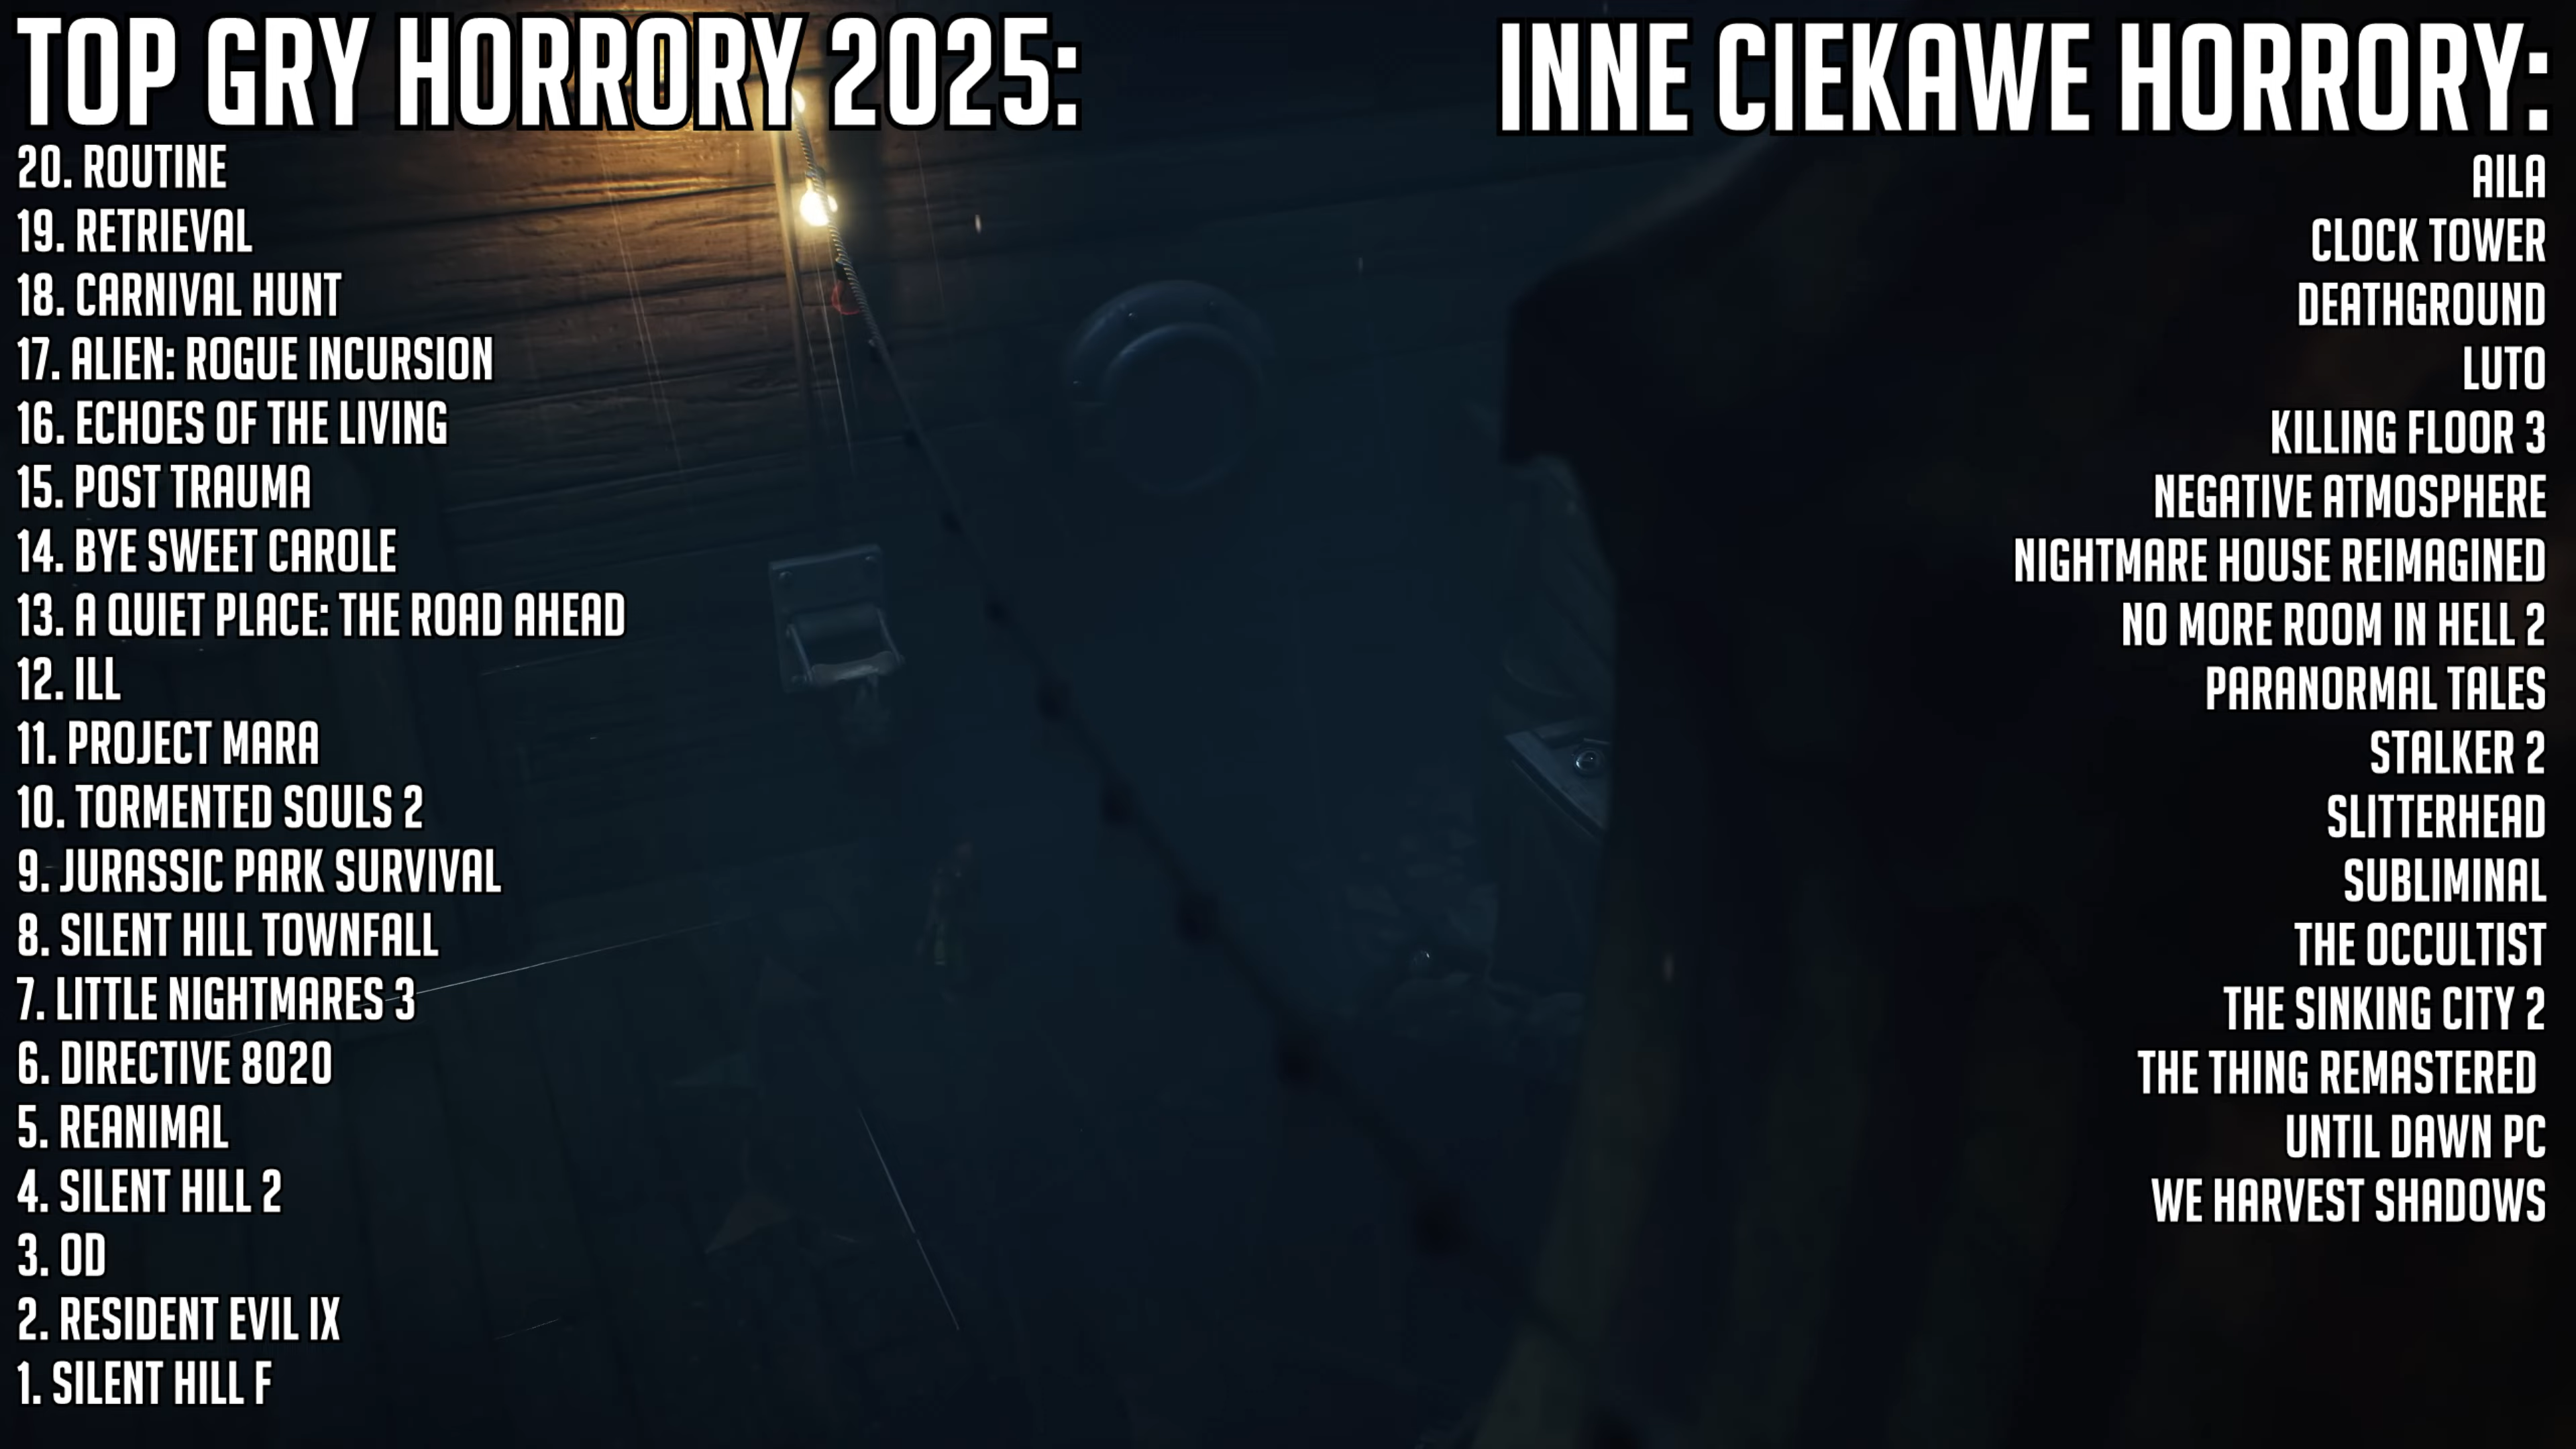 TOP GRY HORRORY 2025:
20. ROUTINE
19. RETRIEVAL
18. CARNIVAL HUNT
17. ALIEN: ROGUE INCURSION
16. ECHOES OF THE LIVING
15. POST TRAUMA
14. BYE SWEET CAROLE
13. A QUIET PLACE: THE ROAD AHEAD
12. ILL
11. PROJECT MARA
10. TORMENTED SOULS 2
9. JURASSIC PARK SURVIVAL
8. SILENT HILL TOWNFALL
7. LITTLE NIGHTMARES 3
6. DIRECTIVE 8020
5. REANIMAL
4. SILENT HILL 2
3. OD
2. RESIDENT EVIL IX
1. SILENT HILL F
INNE CIEKAWE HORRORY:
AILA
CLOCK TOWER
DEATHGROUND
LUTO
KILLING FLOOR 3
NEGATIVE ATMOSPHERE
NIGHTMARE HOUSE REIMAGINED
NO MORE ROOM IN HELL 2
PARANORMAL TALES
STALKER 2
SLITTERHEAD
SUBLIMINAL
THE OCCULTIST
THE SINKING CITY 2
THE THING REMASTERED
UNTIL DAWN PC
WE HARVEST SHADOWS